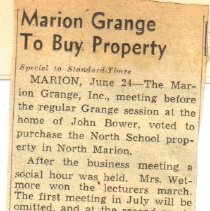 Marion Grange
To Buy Property
Special to Standard-Times
MARION, June 24—The Mar-
ion Grange, Inc., meeting before
the regular Grange session at the
home of John Bower, voted to
purchase the North School prop-
erty in North Marion.
After the business meeting a
social hour was held. Mrs. Wet-
more won the lecturers march.
The first meeting in July will be
omitted, and at the second